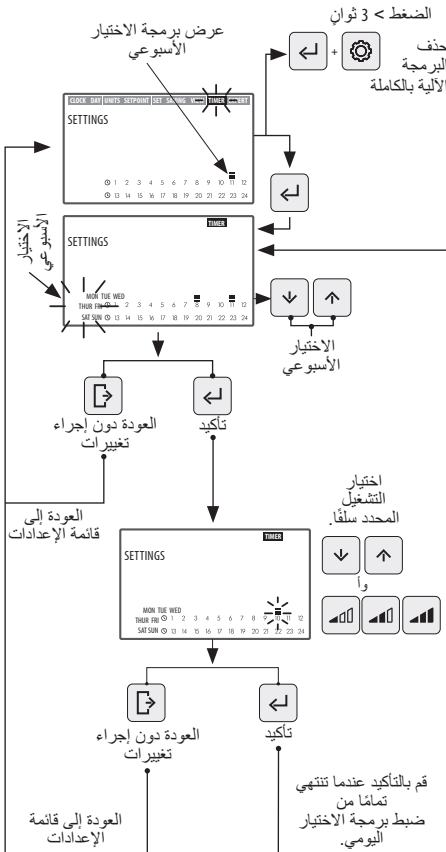 الضغط > 3 ثوانٍ
حذف
البرمجة
الآلية بالكاملة
+
عرض برمجة الاختيار
الأسبوعي
CLOCK DAY UNITS SETPOINT SET SAVING TIMER
SETTINGS
1 2 3 4 5 6 7 8 9 10 11 12
13 14 15 16 17 18 19 20 21 22 23 24
TIMER
SETTINGS
الاختيار
الأسبوعي
MON TUE WED
THUR FRI 1 2 3 4 5 6 7 8 9 10 11 12
SAT SUN 13 14 15 16 17 18 19 20 21 22 23 24
الاختيار
الأسبوعي
العودة دون إجراء
تغييرات
تأكيد
العودة إلى
قائمة الإعدادات
اختيار
التشغيل
المحدد سلفًا.
وأ
TIMER
SETTINGS
MON TUE WED
THUR FRI 1 2 3 4 5 6 7 8 9 10 11 12
SAT SUN 13 14 15 16 17 18 19 20 21 22 23 24
العودة دون إجراء
تغييرات
تأكيد
العودة إلى قائمة
الإعدادات
قم بالتأكيد عندما تنتهي
تمامًا من
ضبط برمجة الاختيار
اليومي.